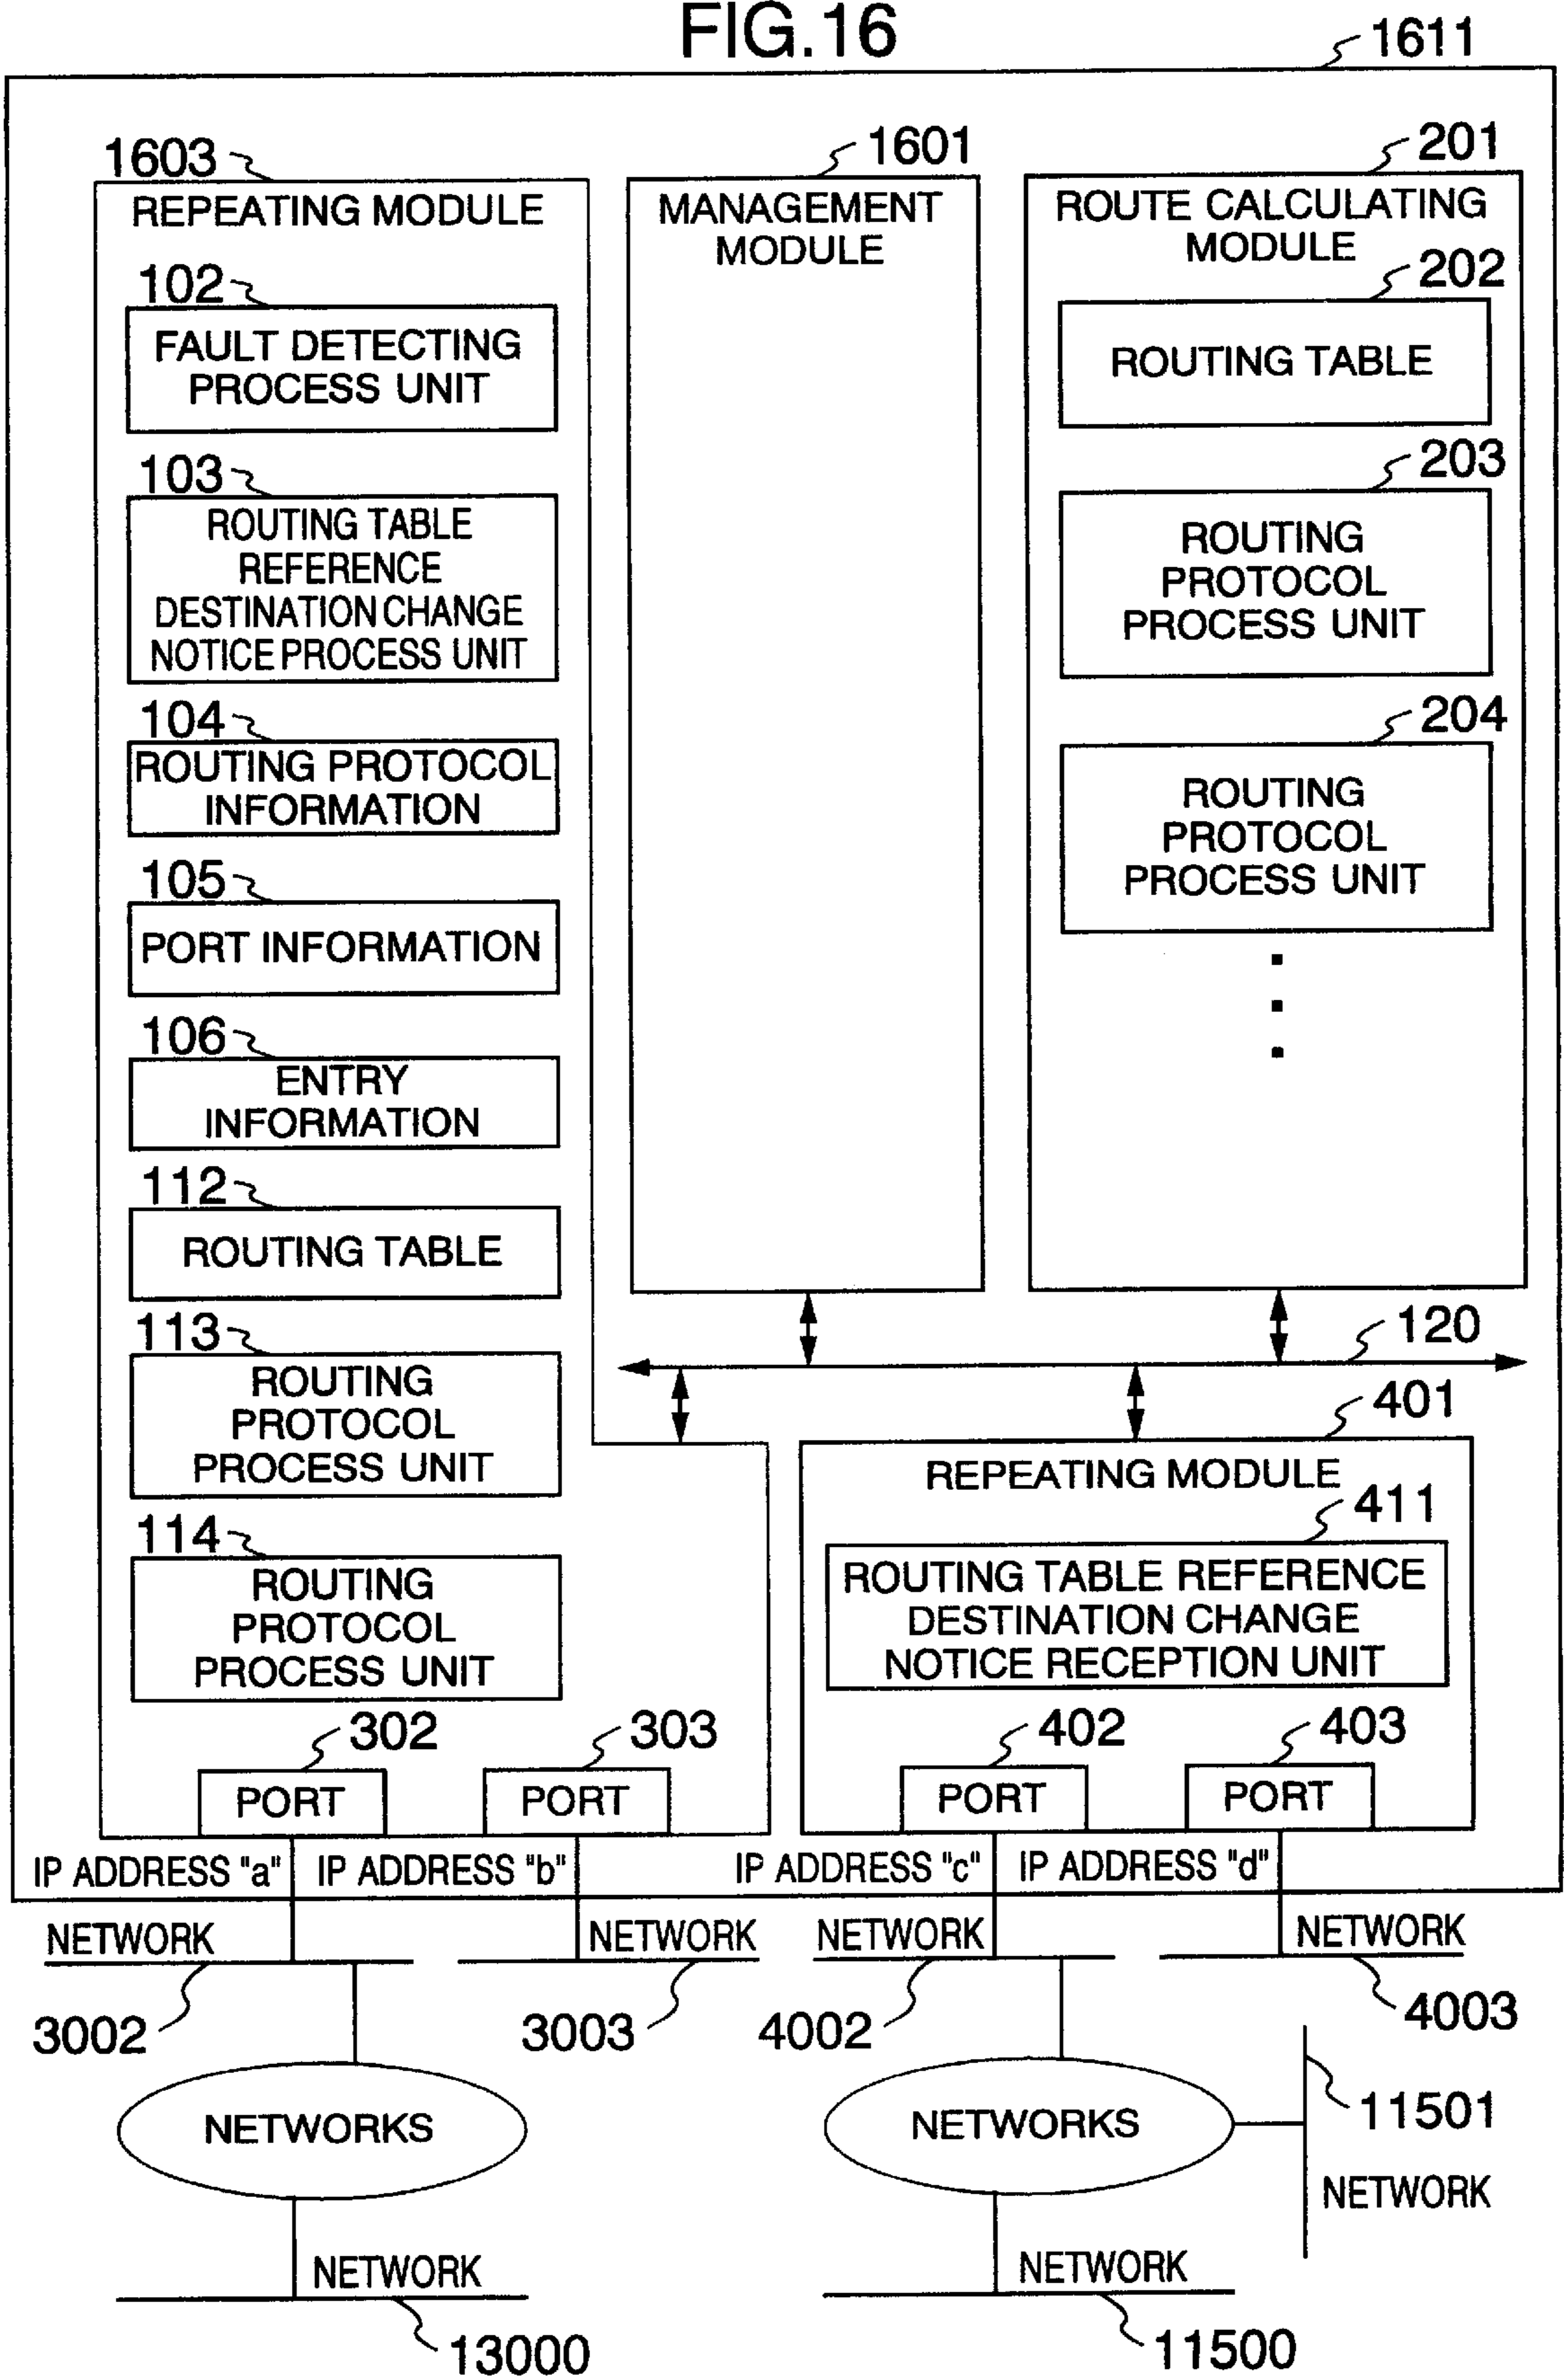 FIG.16
1611
1603
REPEATING MODULE
102
FAULT DETECTING
PROCESS UNIT
103
ROUTING TABLE
REFERENCE
DESTINATION CHANGE
NOTICE PROCESS UNIT
104
ROUTING PROTOCOL
INFORMATION
105
PORT INFORMATION
106
ENTRY
INFORMATION
112
ROUTING TABLE
113
ROUTING
PROTOCOL
PROCESS UNIT
114
ROUTING
PROTOCOL
PROCESS UNIT
302
PORT
303
PORT
1601
MANAGEMENT
MODULE
201
ROUTE CALCULATING
MODULE
202
ROUTING TABLE
203
ROUTING
PROTOCOL
PROCESS UNIT
204
ROUTING
PROTOCOL
PROCESS UNIT
120
401
REPEATING MODULE
411
ROUTING TABLE REFERENCE
DESTINATION CHANGE
NOTICE RECEPTION UNIT
402
PORT
403
PORT
IP ADDRESS "a"
IP ADDRESS "b"
IP ADDRESS "c"
IP ADDRESS "d"
NETWORK
NETWORK
NETWORK
NETWORK
3002
3003
4002
4003
NETWORKS
NETWORKS
11501
NETWORK
NETWORK
13000
NETWORK
11500